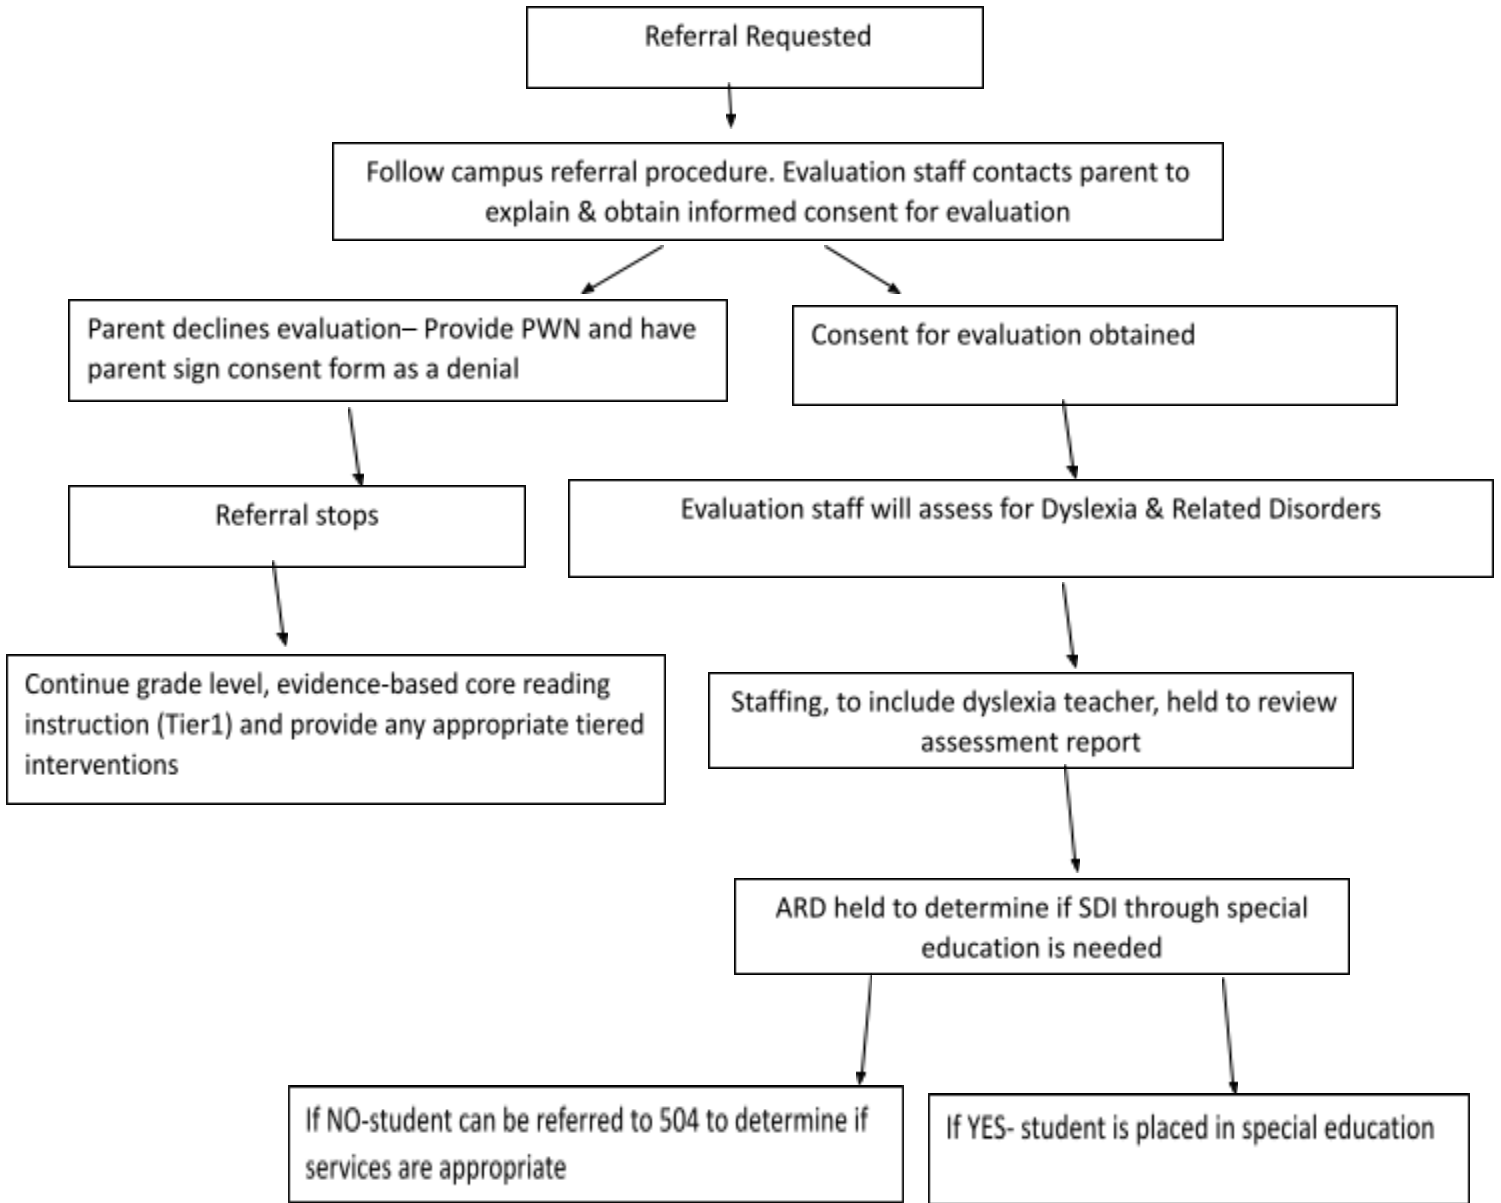 Referral Requested
Follow campus referral procedure. Evaluation staff contacts parent to
explain & obtain informed consent for evaluation
Parent declines evaluation– Provide PWN and have
parent sign consent form as a denial
Consent for evaluation obtained
Referral stops
Evaluation staff will assess for Dyslexia & Related Disorders
Continue grade level, evidence-based core reading
instruction (Tier1) and provide any appropriate tiered
interventions
Staffing, to include dyslexia teacher, held to review
assessment report
ARD held to determine if SDI through special
education is needed
If NO-student can be referred to 504 to determine if
services are appropriate
If YES- student is placed in special education